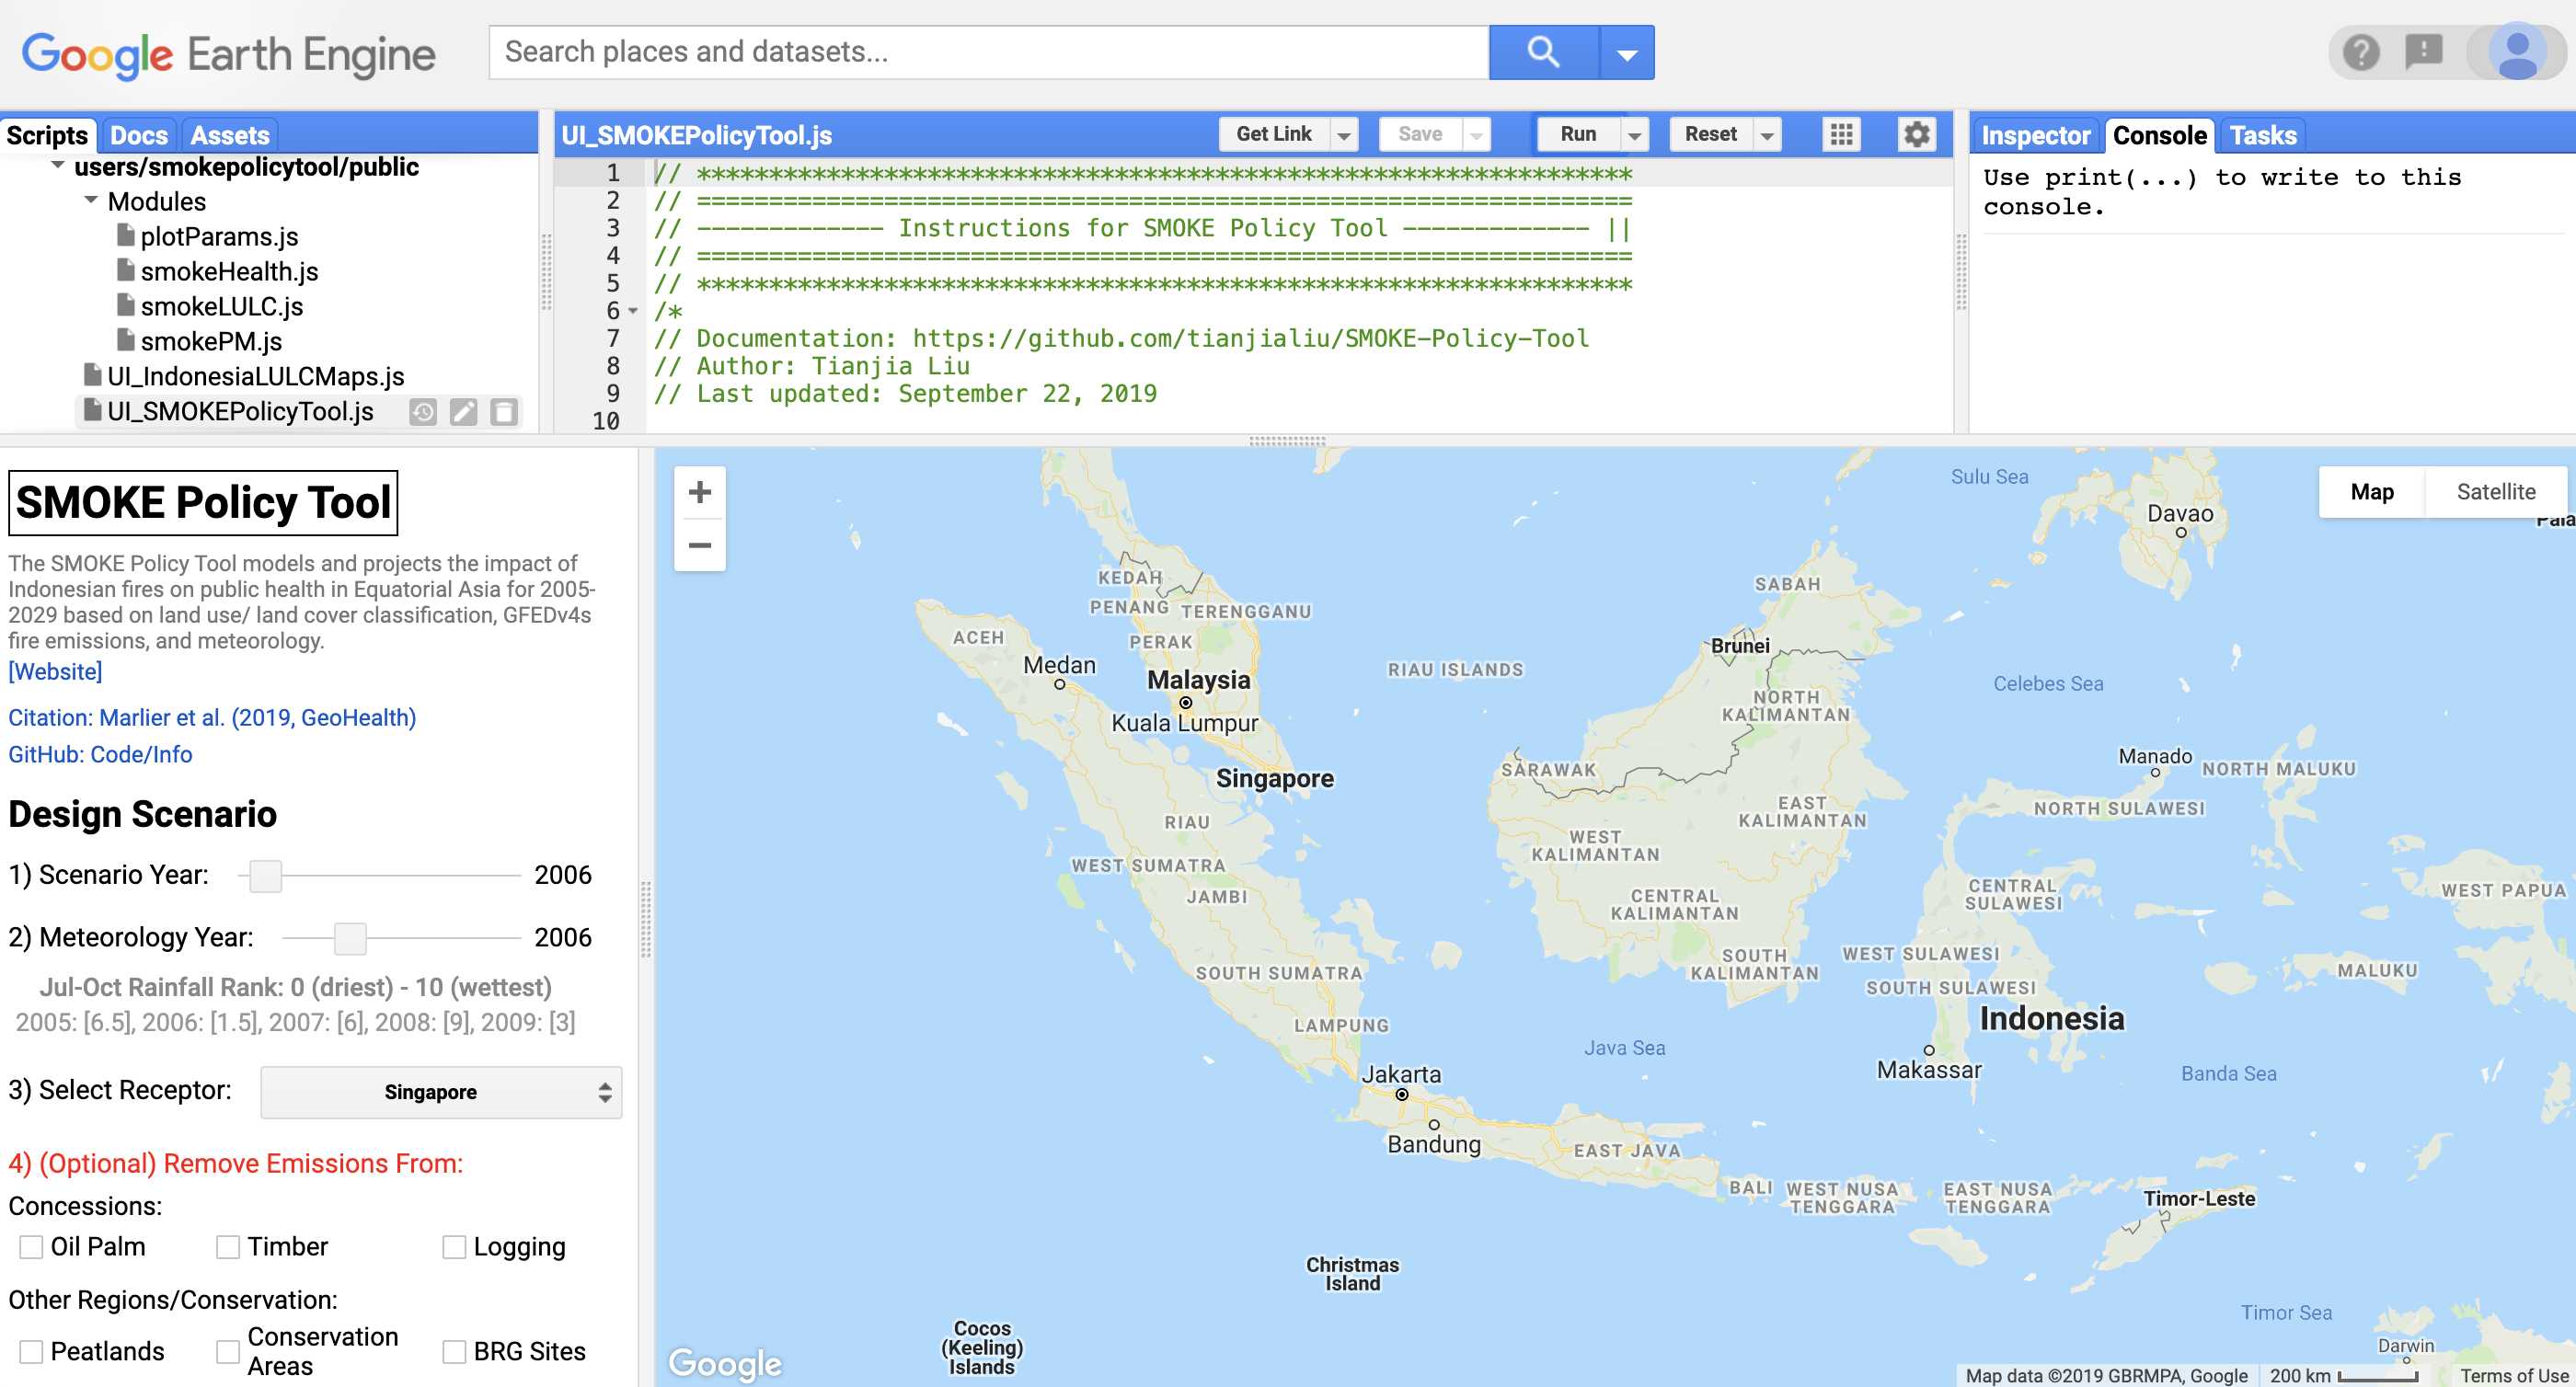 Google Earth Engine
Search places and datasets...
Scripts Docs Assets
users/smokepolicytool/public
Modules
plotParams.js
smokeHealth.js
smokeLULC.js
smokePM.js
UI_IndonesiaLULCMaps.js
UI_SMOKEPolicyTool.js
UI_SMOKEPolicyTool.js
Get Link
Save
Run
Reset
1 // *****************************************************************
2 // =================================================================
3 // ------------- Instructions for SMOKE Policy Tool ------------- ||
4 // =================================================================
5 // *****************************************************************
6 /*
7 // Documentation: https://github.com/tianjialiu/SMOKE-Policy-Tool
8 // Author: Tianjia Liu
9 // Last updated: September 22, 2019
10
Inspector Console Tasks
Use print(...) to write to this
console.
SMOKE Policy Tool
The SMOKE Policy Tool models and projects the impact of
Indonesian fires on public health in Equatorial Asia for 2005-
2029 based on land use/ land cover classification, GFEDv4s
fire emissions, and meteorology.
[Website]
Citation: Marlier et al. (2019, GeoHealth)
GitHub: Code/Info
Design Scenario
1) Scenario Year: 2006
2) Meteorology Year: 2006
Jul-Oct Rainfall Rank: 0 (driest) - 10 (wettest)
2005: [6.5], 2006: [1.5], 2007: [6], 2008: [9], 2009: [3]
3) Select Receptor: Singapore
4) (Optional) Remove Emissions From:
Concessions:
Oil Palm Timber Logging
Other Regions/Conservation:
Peatlands Conservation
Areas BRG Sites
+
−
Map Satellite
Sulu Sea
Davao
Pala
KEDAH
PENANG
TERENGGANU
PERAK
SABAH
ACEH
Medan
Malaysia
Kuala Lumpur
Brunei
RIAU ISLANDS
Celebes Sea
NORTH
KALIMANTAN
Singapore
SARAWAK
Manado
NORTH MALUKU
NORTH SULAWESI
EAST
KALIMANTAN
RIAU
WEST
KALIMANTAN
WEST SUMATRA
JAMBI
CENTRAL
KALIMANTAN
CENTRAL
SULAWESI
WEST PAPUA
SOUTH SUMATRA
SOUTH
KALIMANTAN
WEST SULAWESI
SOUTH SULAWESI
MALUKU
Indonesia
LAMPUNG
Java Sea
Makassar
Banda Sea
Jakarta
Bandung
EAST JAVA
BALI
WEST NUSA
TENGGARA
EAST NUSA
TENGGARA
Timor-Leste
Christmas
Island
Timor Sea
Cocos
(Keeling)
Islands
Darwin
Google
Map data ©2019 GBRMPA, Google 200 km Terms of Use